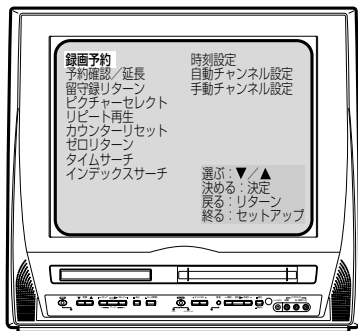 録画予約
予約確認／延長
留守録リターン
ピクチャーセレクト
リピート再生
カウンターリセット
ゼロリターン
タイムサーチ
インデックスサーチ
時刻設定
自動チャンネル設定
手動チャンネル設定
選ぶ：▼／▲
決める：決定
戻る：リターン
終る：セットアップ